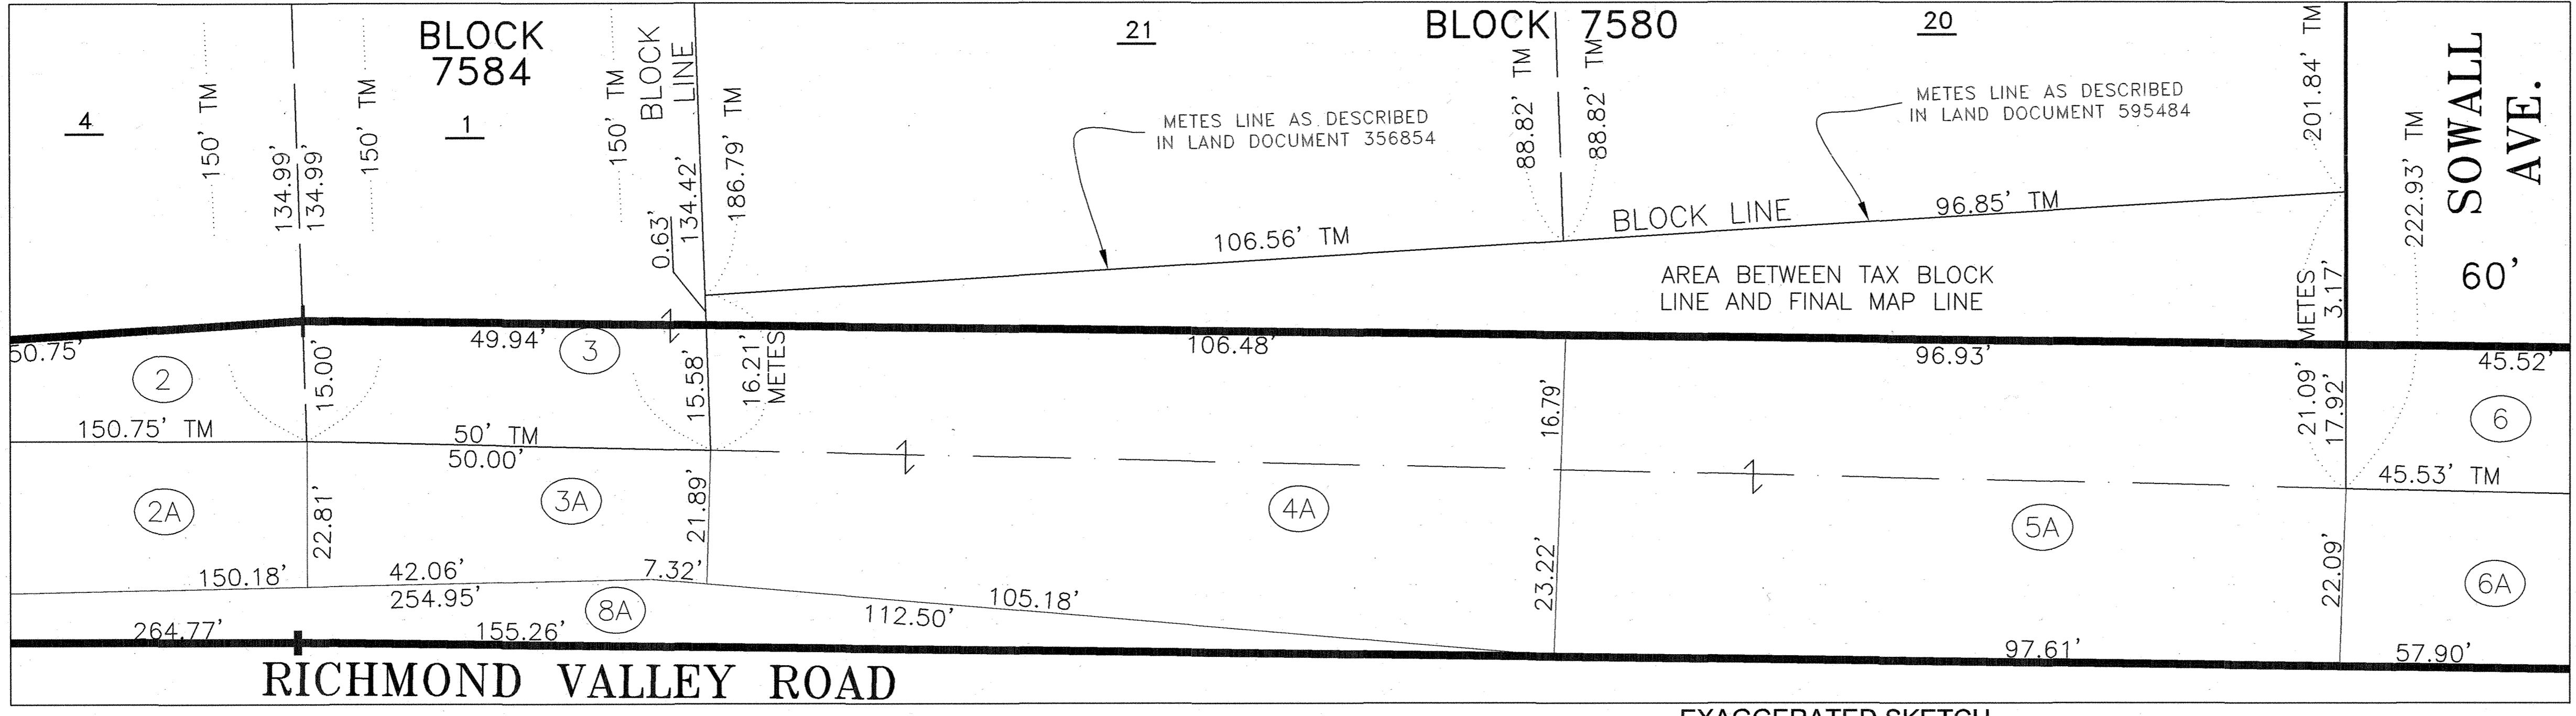 BLOCK
7584
BLOCK
LINE
21
BLOCK 7580
20
SOWALL
AVE.
60'
4
1
150' TM
150' TM
150' TM
134.99'
134.99'
134.42'
0.63'
186.79' TM
METES LINE AS DESCRIBED
IN LAND DOCUMENT 356854
88.82' TM
88.82' TM
METES LINE AS DESCRIBED
IN LAND DOCUMENT 595484
201.84' TM
222.93' TM
106.56' TM
BLOCK LINE
96.85' TM
AREA BETWEEN TAX BLOCK
LINE AND FINAL MAP LINE
METES
3.17'
50.75'
2
15.00'
49.94'
3
15.58'
16.21'
METES
106.48'
16.79'
96.93'
21.09'
17.92'
45.52'
6
150.75' TM
50' TM
50.00'
45.53' TM
2A
22.81'
3A
21.89'
4A
23.22'
5A
22.09'
6A
150.18'
42.06'
7.32'
254.95'
8A
105.18'
112.50'
264.77'
155.26'
97.61'
57.90'
RICHMOND VALLEY ROAD
EXAGGERATED SKETCH